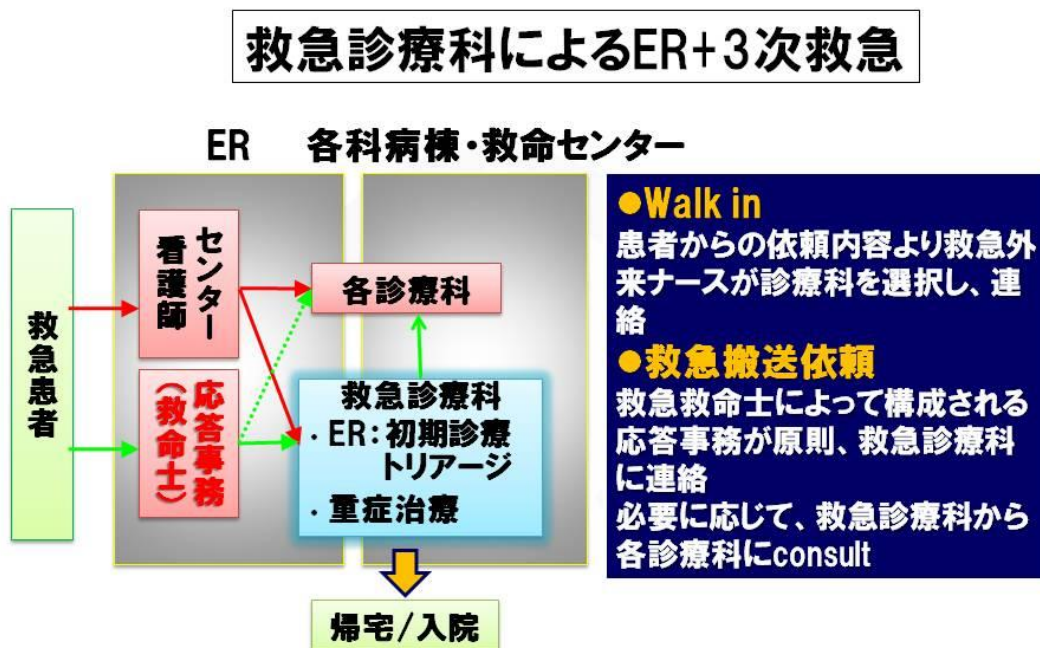 救急診療科によるER+3次救急
ER
各科病棟・救命センター
救急患者
センター
看護師
応答事務
(救命士)
各診療科
救急診療科
・ER:初期診療
トリアージ
・重症治療
帰宅/入院
●Walk in
患者からの依頼内容より救急外
来ナースが診療科を選択し、連
絡
●救急搬送依頼
救急救命士によって構成される
応答事務が原則、救急診療科
に連絡
必要に応じて、救急診療科から
各診療科にconsult